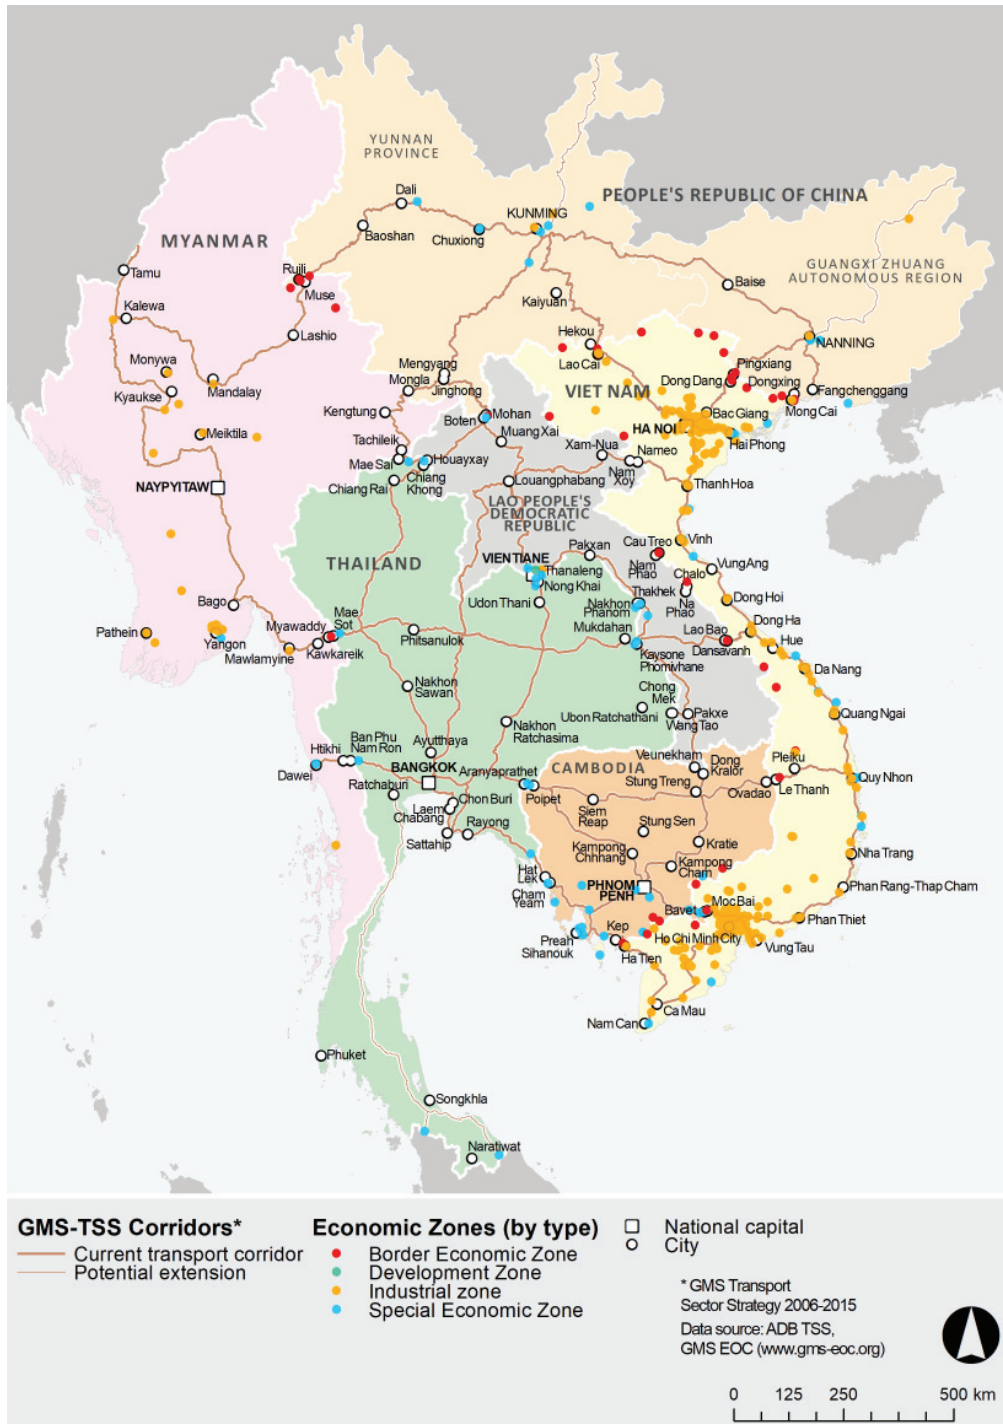 YUNNAN
PROVINCE
Dali
KUNMING
PEOPLE'S REPUBLIC OF CHINA
Baoshan
Chuxiong
MYANMAR
GUANGXI ZHUANG
AUTONOMOUS REGION
Tamu
Ruili
Muse
Baise
Kaiyuan
Kalewa
Lashio
Hekou
NANNING
Monywa
Mengyang
Lao Cai
Pingxiang
Mandalay
Mongla
Dong Dang
Dongxing
Kyaukse
Jinghong
VIET NAM
Fangchenggang
Kengtung
Mohan
Bac Giang
Mong Cai
Boten
Meiktila
Muang Xai
HA NOI
Tachileik
Xam-Nua
Hai Phong
Mae Sai
Houayxay
Nameo
Chiang
Khong
Chiang Rai
Louangphabang
Nam
Xoy
NAYPYITAW
Thanh Hoa
LAO PEOPLE'S
DEMOCRATIC
REPUBLIC
THAILAND
Pakxan
Cau Treo
Vinh
VIENTIANE
Nam
Phao
VungAng
Thanaleng
Chalo
Nong Khai
Thakhek
Bago
Udon Thani
Nakhon
Phanom
Na
Phao
Dong Hoi
Mae
Sot
Myawaddy
Mukdahan
Dong Ha
Pathein
Lao Bao
Yangon
Phitsanulok
Hue
Mawlamyine
Kawkareik
Kaysone
Phomivhane
Dansavanh
Da Nang
Nakhon
Sawan
Chong
Mek
Ubon Ratchathani
Pakxe
Quang Ngai
Wang Tao
Htikhi
Ban Phu
Nam Ron
Ayutthaya
Nakhon
Ratchasima
Veunekham
Dong
Kralor
Pleiku
BANGKOK
Aranyaprathet
CAMBODIA
Dawei
Stung Treng
Quy Nhon
Ratchaburi
Poipet
Ovadao
Le Thanh
Chon Buri
Laem
Chabang
Siem
Reap
Stung Sen
Sattahip
Rayong
Kratie
Kampong
Chhnang
Nha Trang
Hat
Lek
Kampong
Cham
PHNOM
PENH
Phan Rang-Thap Cham
Cham
Yeam
Bavet
Moc Bai
Phan Thiet
Kep
Ho Chi Minh City
Preah
Sihanouk
Vung Tau
Ha Tien
Ca Mau
Nam Can
Phuket
Songkhla
Naratiwat
GMS-TSS Corridors*
Current transport corridor
Potential extension
Economic Zones (by type)
Border Economic Zone
Development Zone
Industrial zone
Special Economic Zone
National capital
City
* GMS Transport
Sector Strategy 2006-2015
Data source: ADB TSS,
GMS EOC (www.gms-eoc.org)
0 125 250 500 km